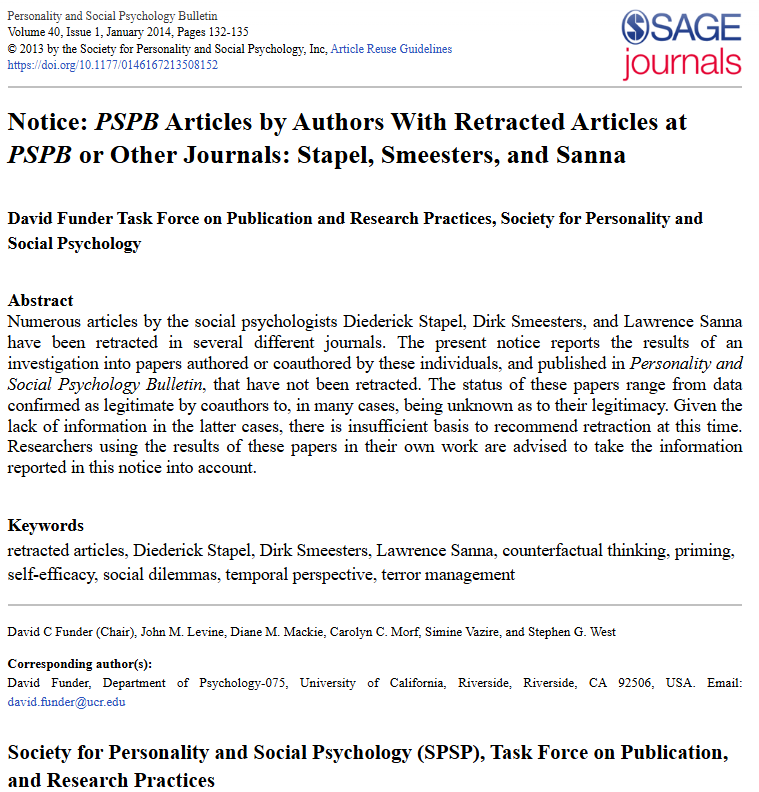 Personality and Social Psychology Bulletin
Volume 40, Issue 1, January 2014, Pages 132-135
© 2013 by the Society for Personality and Social Psychology, Inc, Article Reuse Guidelines
https://doi.org/10.1177/0146167213508152
SAGE
journals
Notice: PSPB Articles by Authors With Retracted Articles at
PSPB or Other Journals: Stapel, Smeesters, and Sanna
David Funder Task Force on Publication and Research Practices, Society for Personality and
Social Psychology
Abstract
Numerous articles by the social psychologists Diederick Stapel, Dirk Smeesters, and Lawrence Sanna
have been retracted in several different journals. The present notice reports the results of an
investigation into papers authored or coauthored by these individuals, and published in Personality and
Social Psychology Bulletin, that have not been retracted. The status of these papers range from data
confirmed as legitimate by coauthors to, in many cases, being unknown as to their legitimacy. Given the
lack of information in the latter cases, there is insufficient basis to recommend retraction at this time.
Researchers using the results of these papers in their own work are advised to take the information
reported in this notice into account.
Keywords
retracted articles, Diederick Stapel, Dirk Smeesters, Lawrence Sanna, counterfactual thinking, priming,
self-efficacy, social dilemmas, temporal perspective, terror management
David C Funder (Chair), John M. Levine, Diane M. Mackie, Carolyn C. Morf, Simine Vazire, and Stephen G. West
Corresponding author(s):
David Funder, Department of Psychology-075, University of California, Riverside, Riverside, CA 92506, USA. Email:
david.funder@ucr.edu
Society for Personality and Social Psychology (SPSP), Task Force on Publication,
and Research Practices